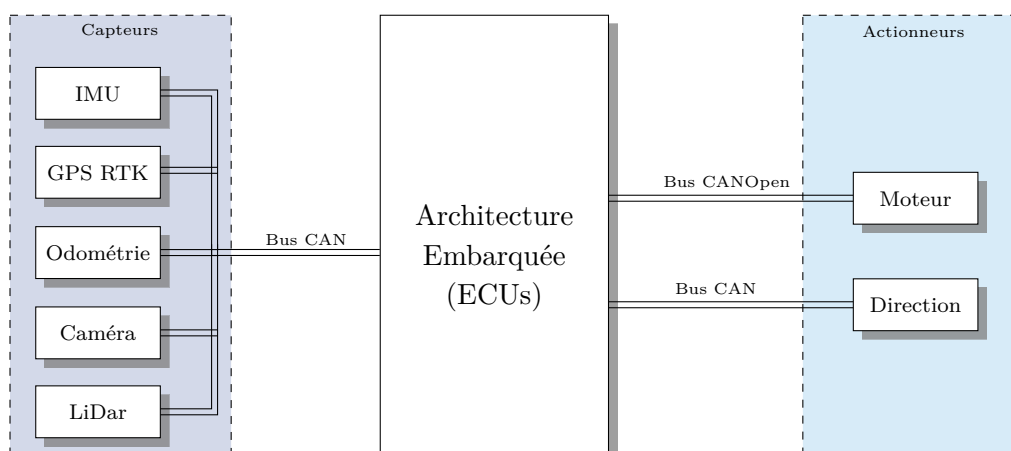 Capteurs
IMU
GPS RTK
Odométrie
Caméra
LiDar
Bus CAN
Architecture
Embarquée
(ECUs)
Bus CANOpen
Bus CAN
Actionneurs
Moteur
Direction